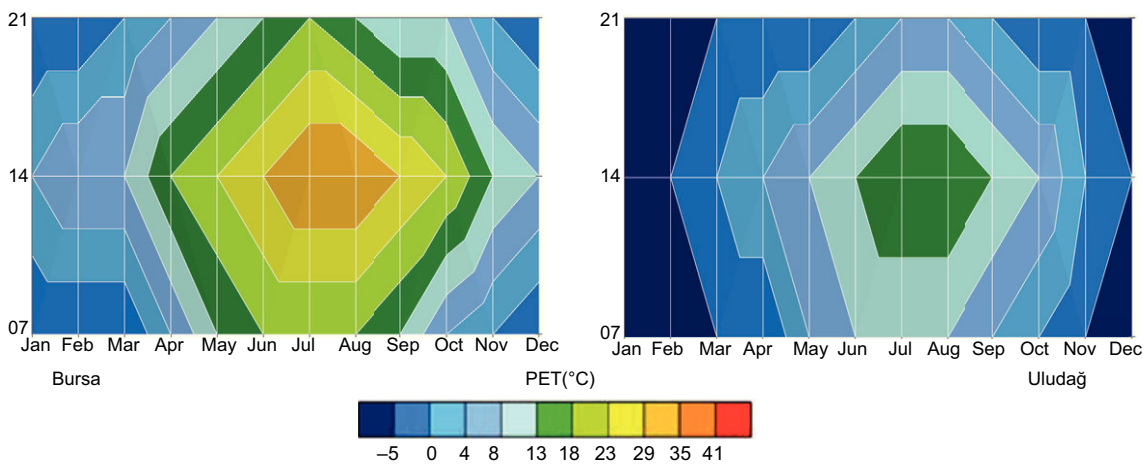 21
14
07
Jan Feb Mar Apr May Jun Jul Aug Sep Oct Nov Dec
21
14
07
Jan Feb Mar Apr May Jun Jul Aug Sep Oct Nov Dec
Bursa PET(°C) Uludağ
–5 0 4 8 13 18 23 29 35 41